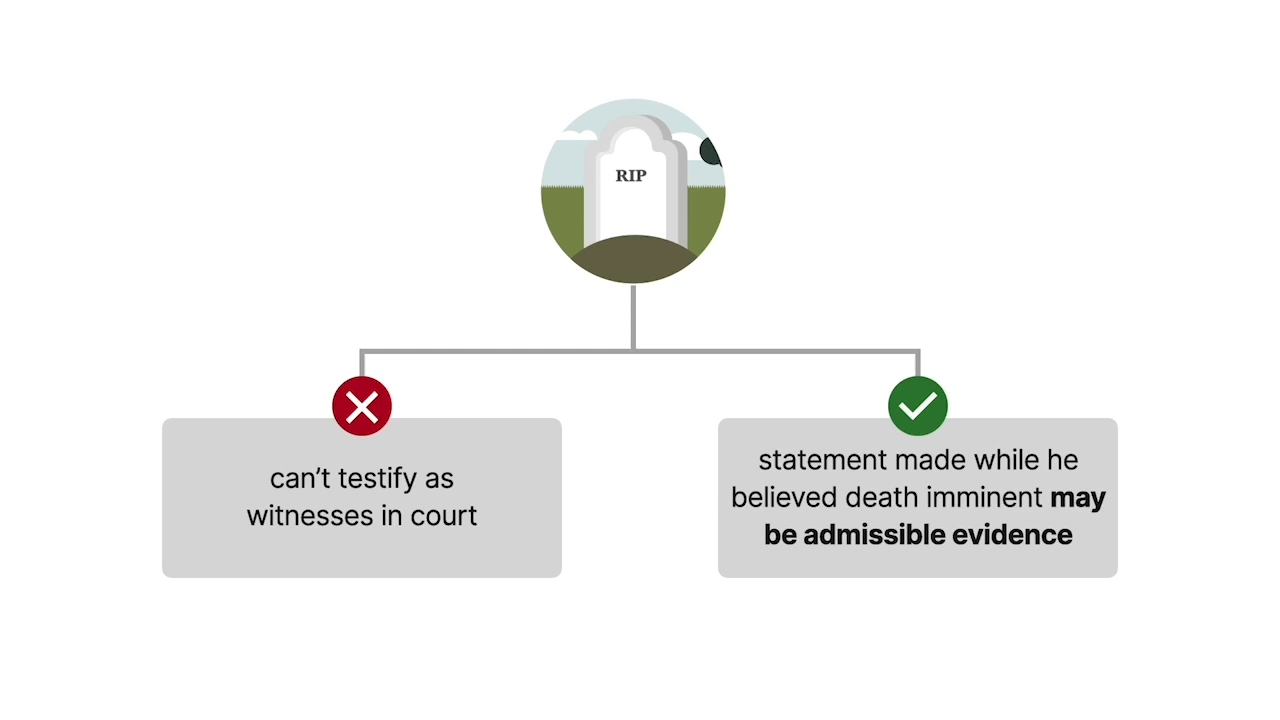 RIP
can’t testify as
witnesses in court
statement made while he
believed death imminent may
be admissible evidence